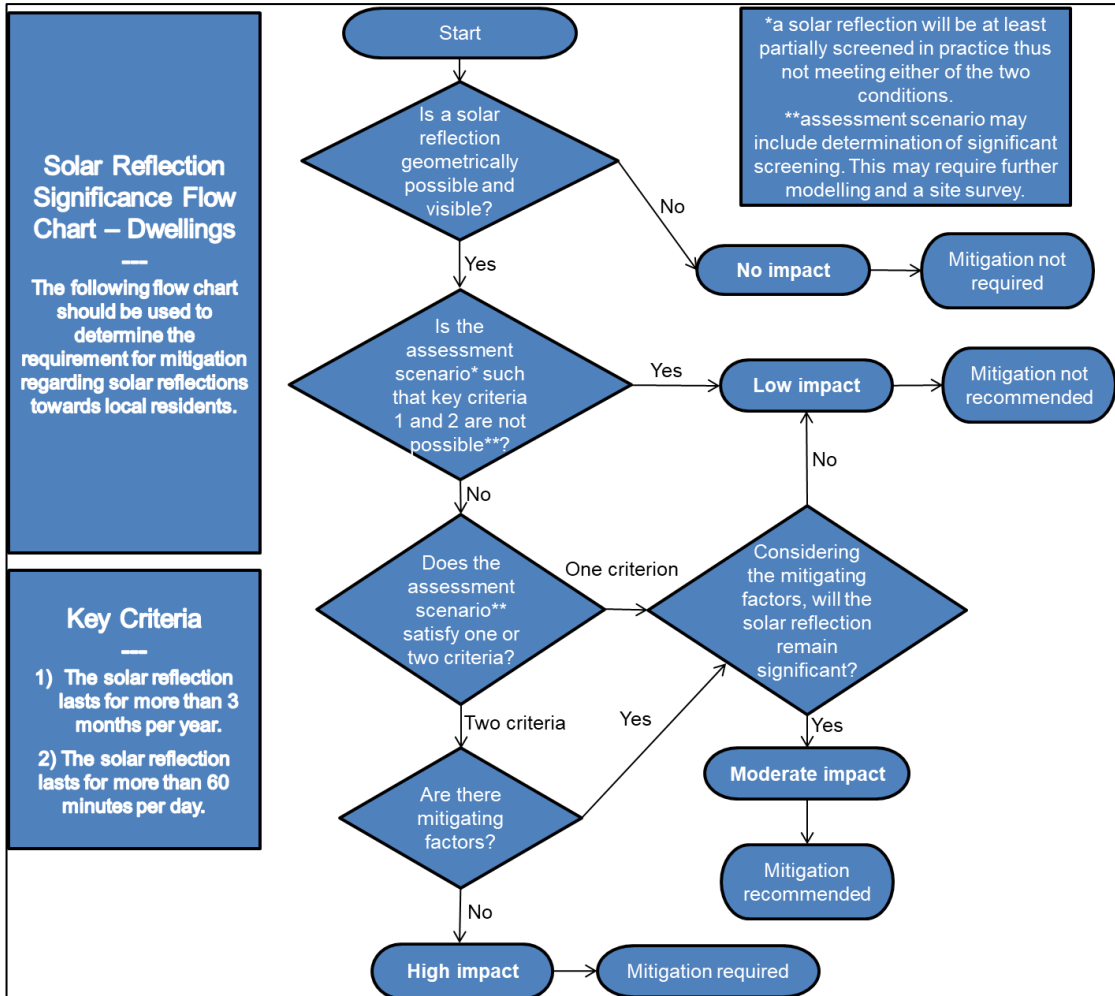 Solar Reflection
Significance Flow
Chart – Dwellings
---
The following flow chart
should be used to
determine the
requirement for mitigation
regarding solar reflections
towards local residents.
Key Criteria
---
1) The solar reflection
lasts for more than 3
months per year.
2) The solar reflection
lasts for more than 60
minutes per day.
Start
*a solar reflection will be at least
partially screened in practice thus
not meeting either of the two
conditions.
**assessment scenario may
include determination of significant
screening. This may require further
modelling and a site survey.
Is a solar
reflection
geometrically
possible and
visible?
No
No impact
Mitigation not
required
Yes
Is the
assessment
scenario* such
that key criteria
1 and 2 are not
possible**?
Yes
Low impact
Mitigation not
recommended
No
No
Does the
assessment
scenario**
satisfy one or
two criteria?
One criterion
Considering
the mitigating
factors, will the
solar reflection
remain
significant?
Two criteria
Yes
Yes
Moderate impact
Are there
mitigating
factors?
Mitigation
recommended
No
High impact
Mitigation required